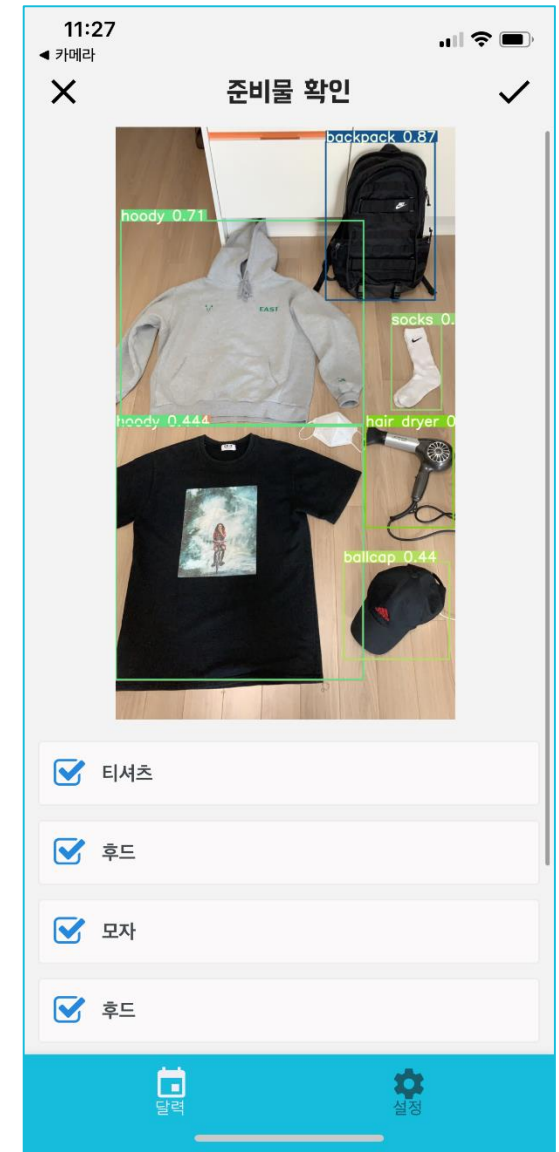 11:27
◀ 카메라
준비물 확인
backpack 0.87
hoody 0.71
EAST
socks 0.
hoody 0.444
hair dryer 0
ballcap 0.44
티셔츠
후드
모자
후드
달력
설정